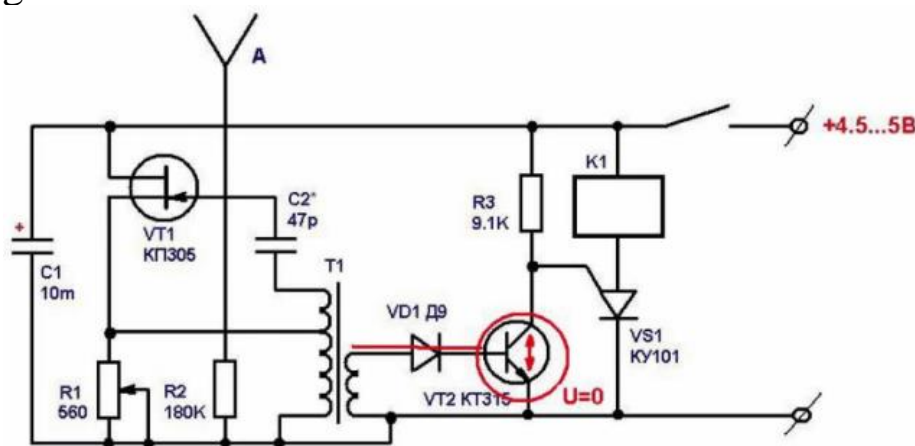 A
+4.5...5В
K1
C2*
47p
R3
9.1K
VT1
КП305
+
C1
10m
T1
VD1 Д9
VS1
КУ101
R1
560
R2
180K
VT2 КТ315
U=0